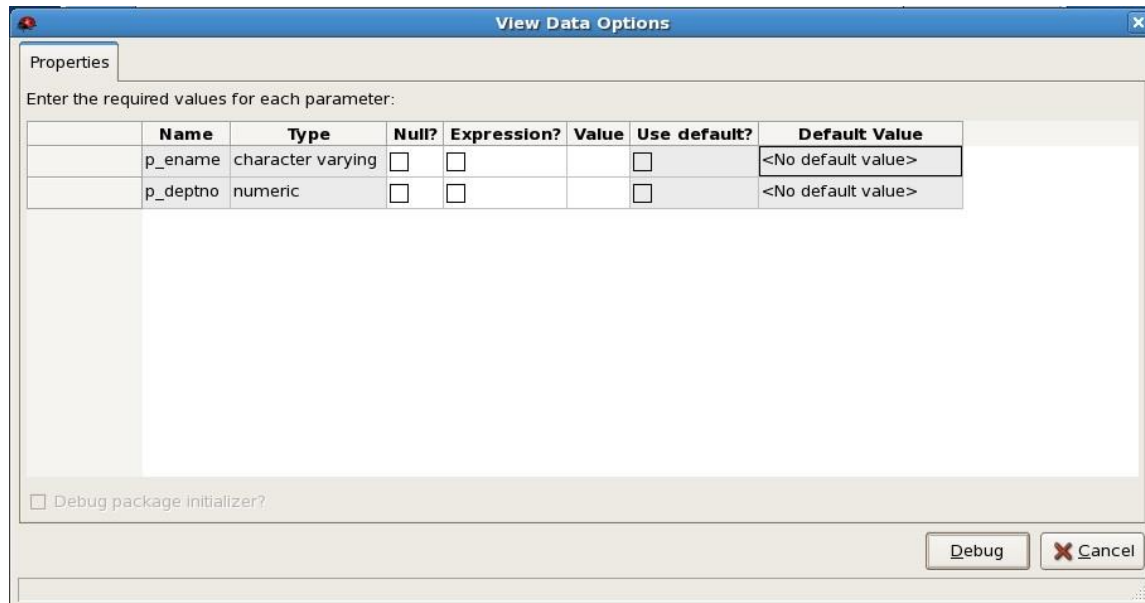 View Data Options
Properties
Enter the required values for each parameter:
Name Type Null? Expression? Value Use default? Default Value
p_ename character varying <No default value>
p_deptno numeric <No default value>
Debug package initializer?
Debug Cancel